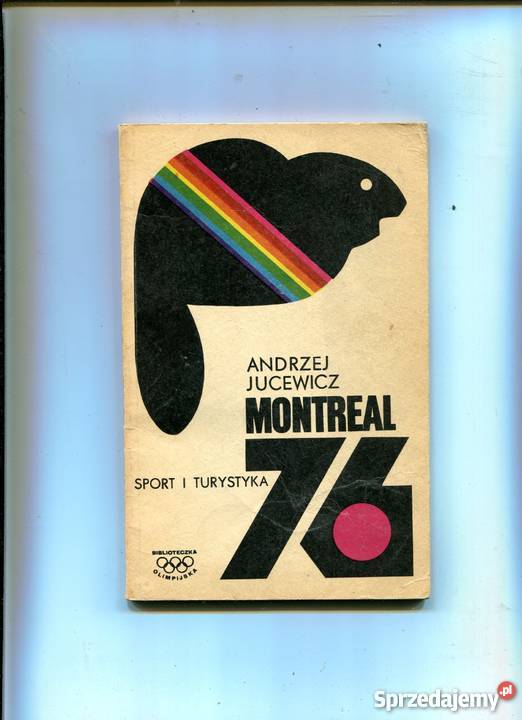 ANDRZEJ
JUCEWICZ
MONTREAL
76
SPORT I TURYSTYKA
BIBLIOTECZKA
OLIMPIJSKA
Sprzedajemy.pl